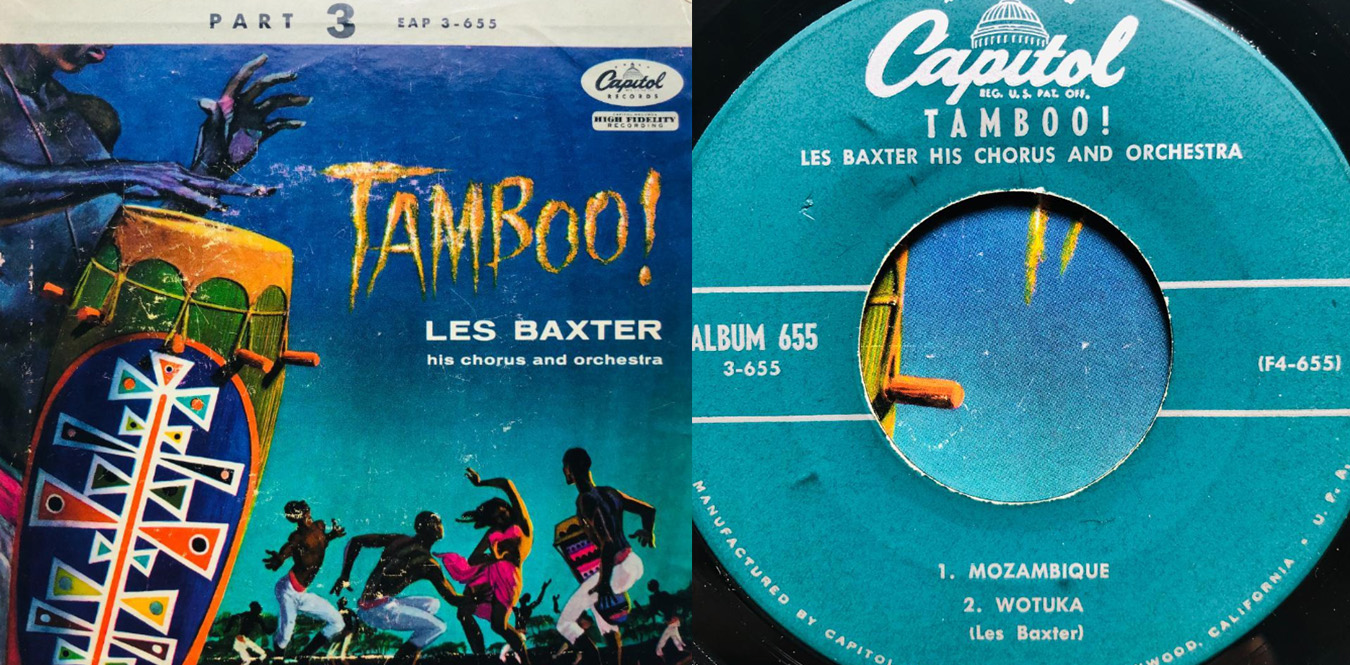 PART 3 EAP 3-655
Capitol
RECORDS
CAPITOL RECORDS
HIGH FIDELITY
RECORDING
TAMBOO!
LES BAXTER
his chorus and orchestra
Capitol
REG. U.S. PAT. OFF.
TAMBOO!
LES BAXTER HIS CHORUS AND ORCHESTRA
ALBUM 655
3-655
(F4-655)
1. MOZAMBIQUE
2. WOTUKA
(Les Baxter)
MANUFACTURED BY CAPITOL
WOOD, CALIFORNIA • U. S. A.